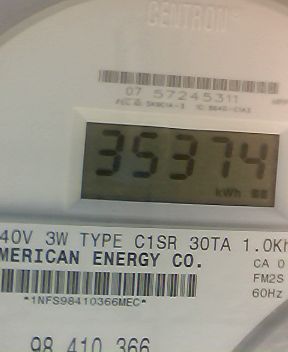 CENTRON®
07 57245311
35374
kWh
40V 3W TYPE C1SR 30TA 1.0Kh
MERICAN ENERGY CO.
CA 0
FM2S
60Hz
*1NFS98410366MEC*
98 410 366